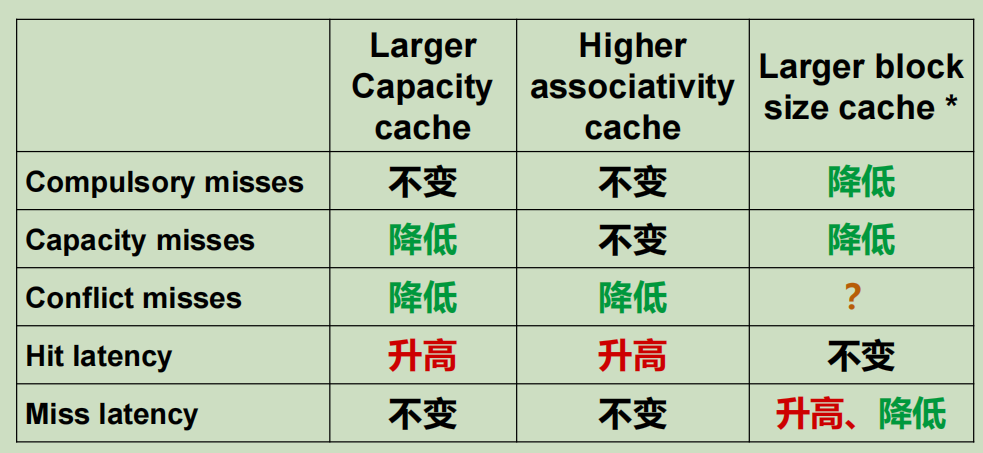 Larger Capacity cache
Higher associativity cache
Larger block size cache *
Compulsory misses 不变 不变 降低
Capacity misses 降低 不变 降低
Conflict misses 降低 降低 ?
Hit latency 升高 升高 不变
Miss latency 不变 不变 升高、降低